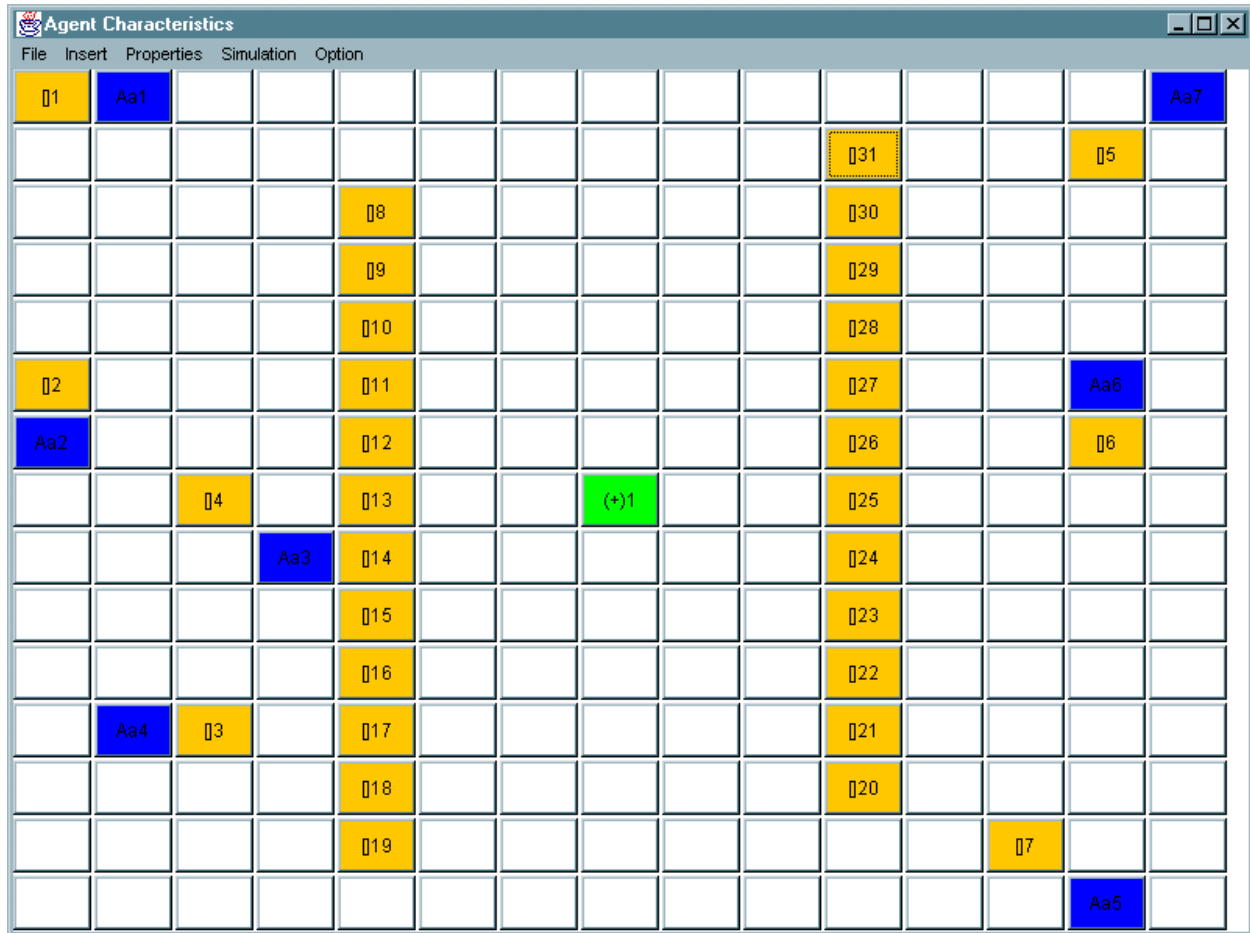 Agent Characteristics
File Insert Properties Simulation Option
[]1 Aa1 Aa7
[]31 []5
[]8 []30
[]9 []29
[]10 []28
[]2 []11 []27 Aa6
Aa2 []12 []26 []6
[]4 []13 (+)1 []25
Aa3 []14 []24
[]15 []23
[]16 []22
Aa4 []3 []17 []21
[]18 []20
[]19 []7
Aa5